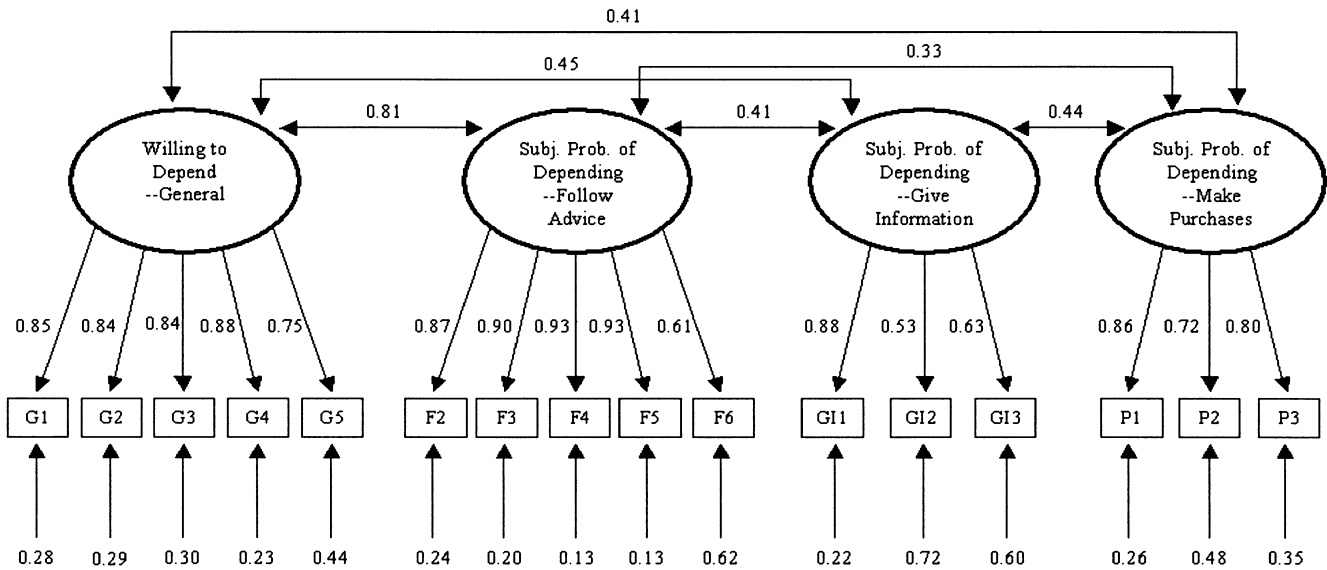 0.41
0.33
0.45
0.81
0.41
0.44
Willing to
Depend
--General
Subj. Prob. of
Depending
--Follow
Advice
Subj. Prob. of
Depending
--Give
Information
Subj. Prob. of
Depending
--Make
Purchases
0.85 0.84 0.84 0.88 0.75 0.87 0.90 0.93 0.93 0.61 0.88 0.53 0.63 0.86 0.72 0.80
G1 G2 G3 G4 G5 F2 F3 F4 F5 F6 GI1 GI2 GI3 P1 P2 P3
0.28 0.29 0.30 0.23 0.44 0.24 0.20 0.13 0.13 0.62 0.22 0.72 0.60 0.26 0.48 0.35